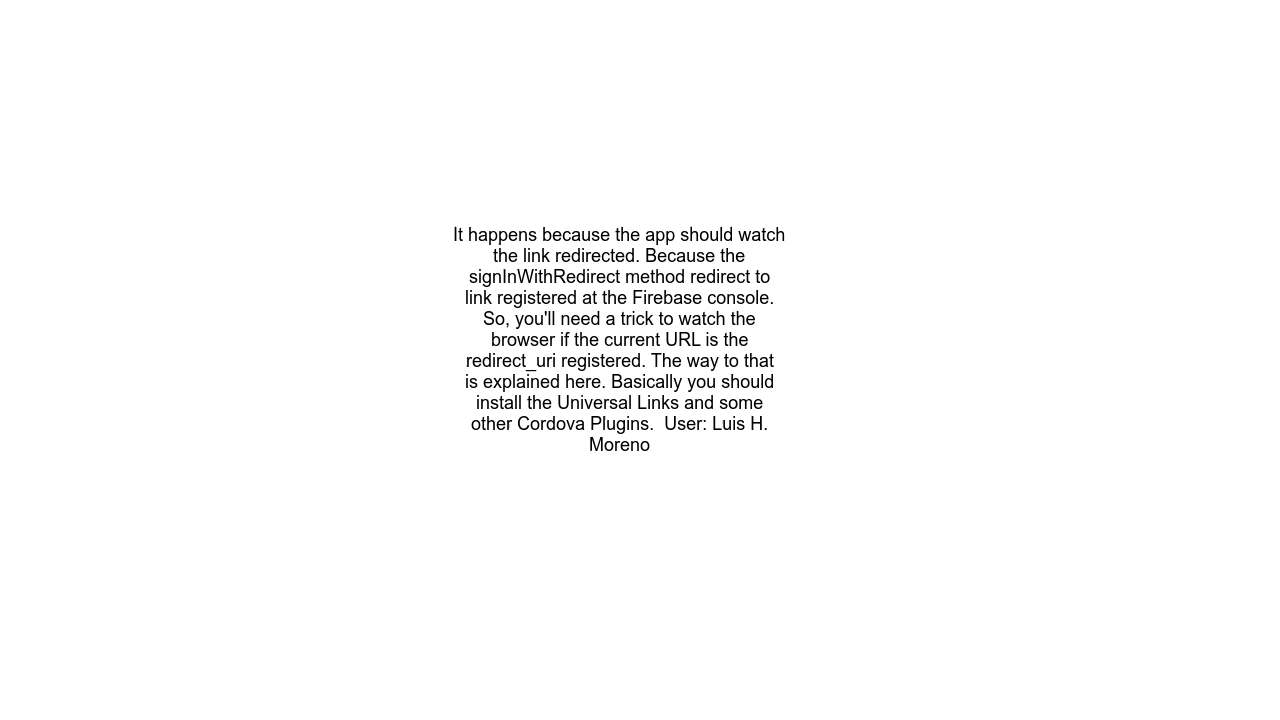 It happens because the app should watch
the link redirected. Because the
signInWithRedirect method redirect to
link registered at the Firebase console.
So, you'll need a trick to watch the
browser if the current URL is the
redirect_uri registered. The way to that
is explained here. Basically you should
install the Universal Links and some
other Cordova Plugins.  User: Luis H.
Moreno